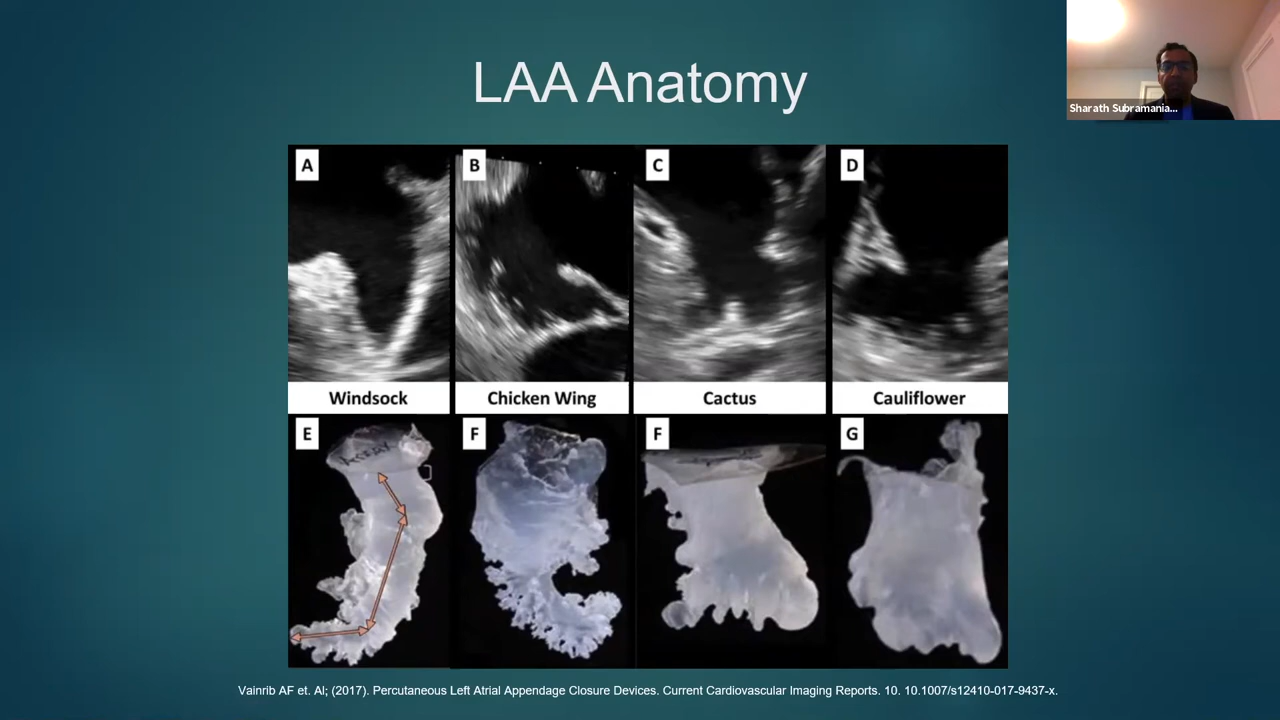 LAA Anatomy
Sharath Subramania...
A
B
C
D
Windsock
Chicken Wing
Cactus
Cauliflower
E
F
F
G
Vainrib AF et. Al; (2017). Percutaneous Left Atrial Appendage Closure Devices. Current Cardiovascular Imaging Reports. 10. 10.1007/s12410-017-9437-x.